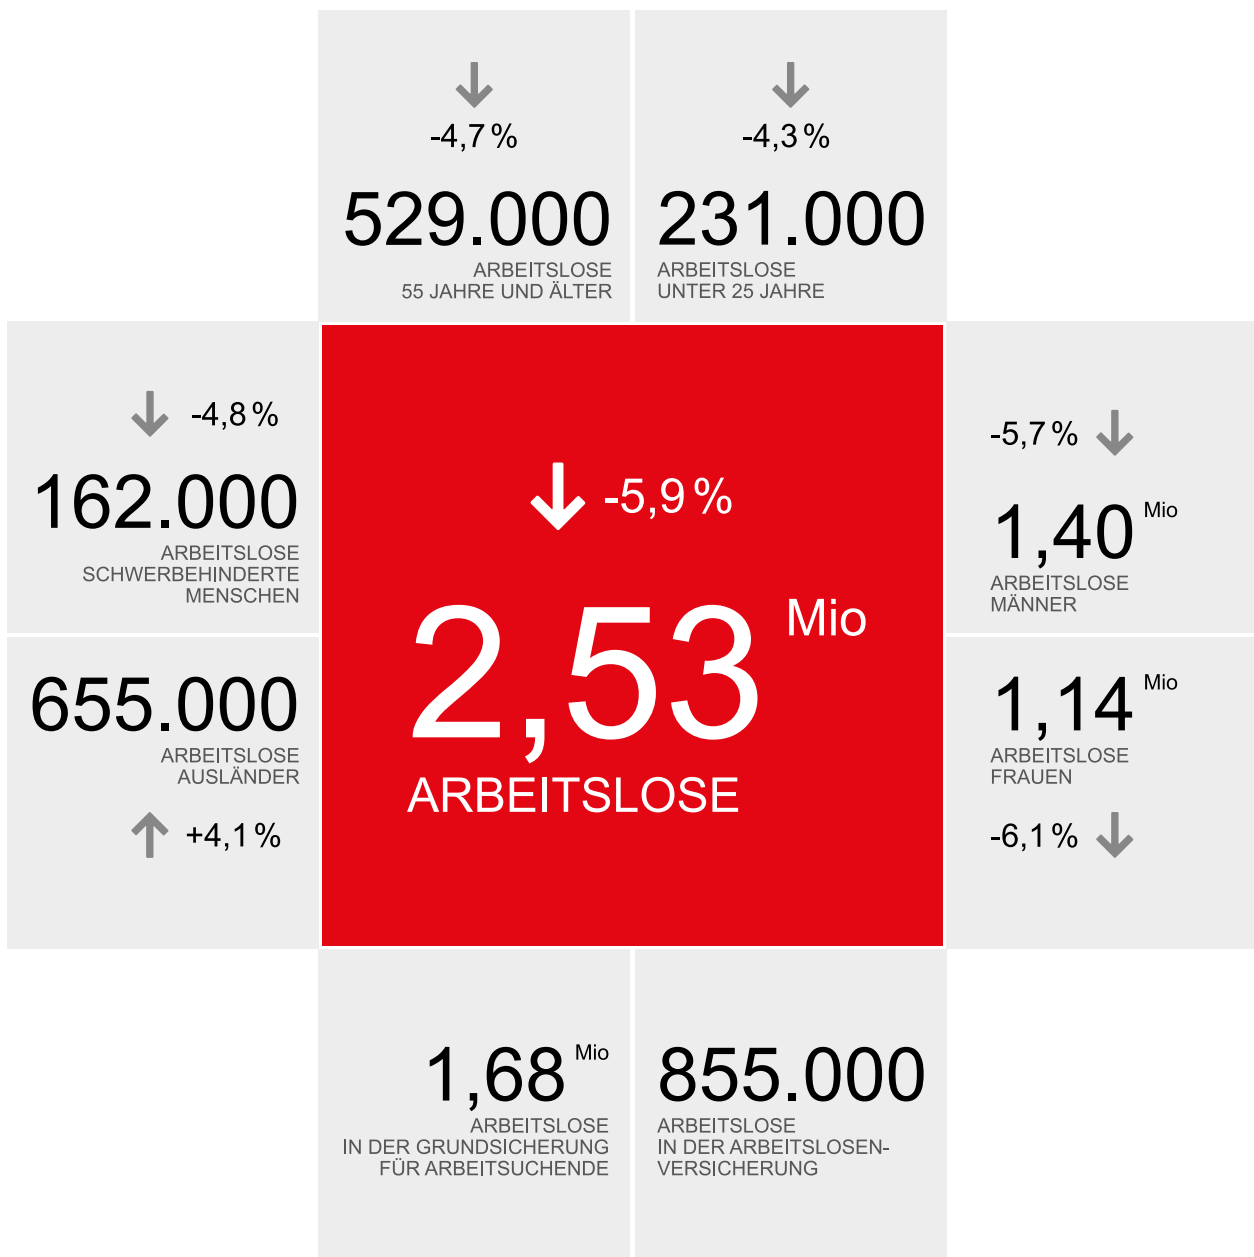 -4,7 %
529.000
ARBEITSLOSE
55 JAHRE UND ÄLTER
-4,3 %
231.000
ARBEITSLOSE
UNTER 25 JAHRE
-4,8 %
162.000
ARBEITSLOSE
SCHWERBEHINDERTE
MENSCHEN
655.000
ARBEITSLOSE
AUSLÄNDER
+4,1 %
-5,9 %
2,53 Mio
ARBEITSLOSE
-5,7 %
1,40 Mio
ARBEITSLOSE
MÄNNER
1,14 Mio
ARBEITSLOSE
FRAUEN
-6,1 %
1,68 Mio
ARBEITSLOSE
IN DER GRUNDSICHERUNG
FÜR ARBEITSUCHENDE
855.000
ARBEITSLOSE
IN DER ARBEITSLOSEN-
VERSICHERUNG